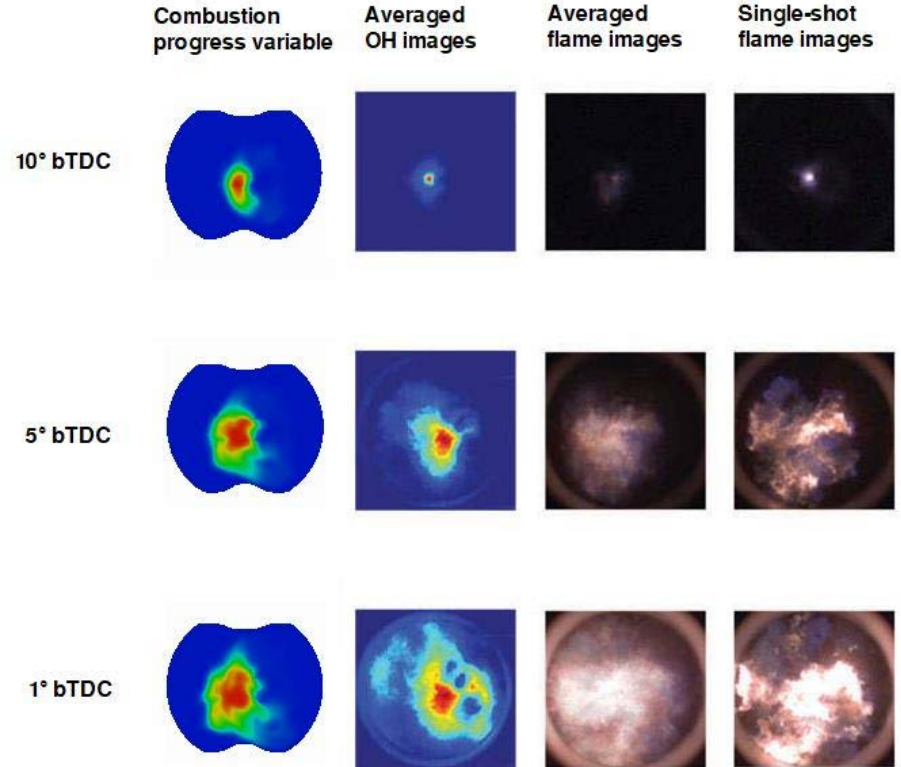 Combustion
progress variable
Averaged
OH images
Averaged
flame images
Single-shot
flame images
10° bTDC
5° bTDC
1° bTDC